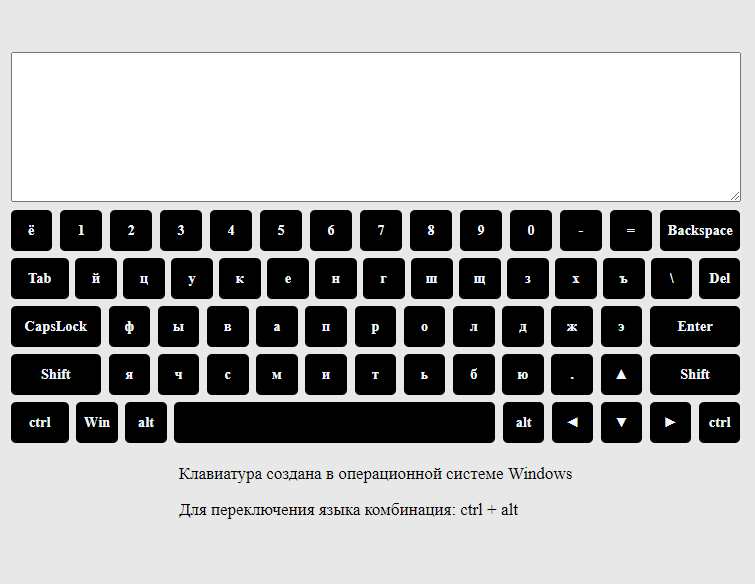 ё 1 2 3 4 5 6 7 8 9 0 - = Backspace
Tab й ц у к е н г ш щ з х ъ \ Del
CapsLock ф ы в а п р о л д ж э Enter
Shift я ч с м и т ь б ю . ▲ Shift
ctrl Win alt alt ◄ ▼ ► ctrl
Клавиатура создана в операционной системе Windows
Для переключения языка комбинация: ctrl + alt